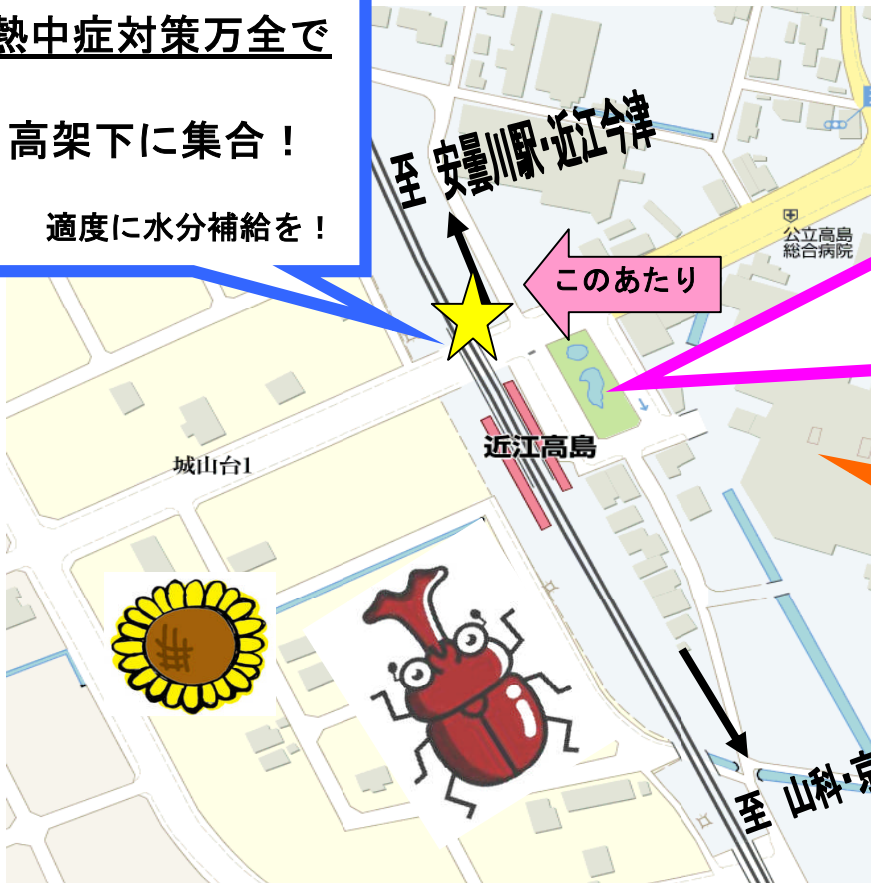 熱中症対策万全で
高架下に集合！
適度に水分補給を！
至 安曇川駅・近江今津
公立高島
総合病院
このあたり
近江高島
城山台1
至 山科・京